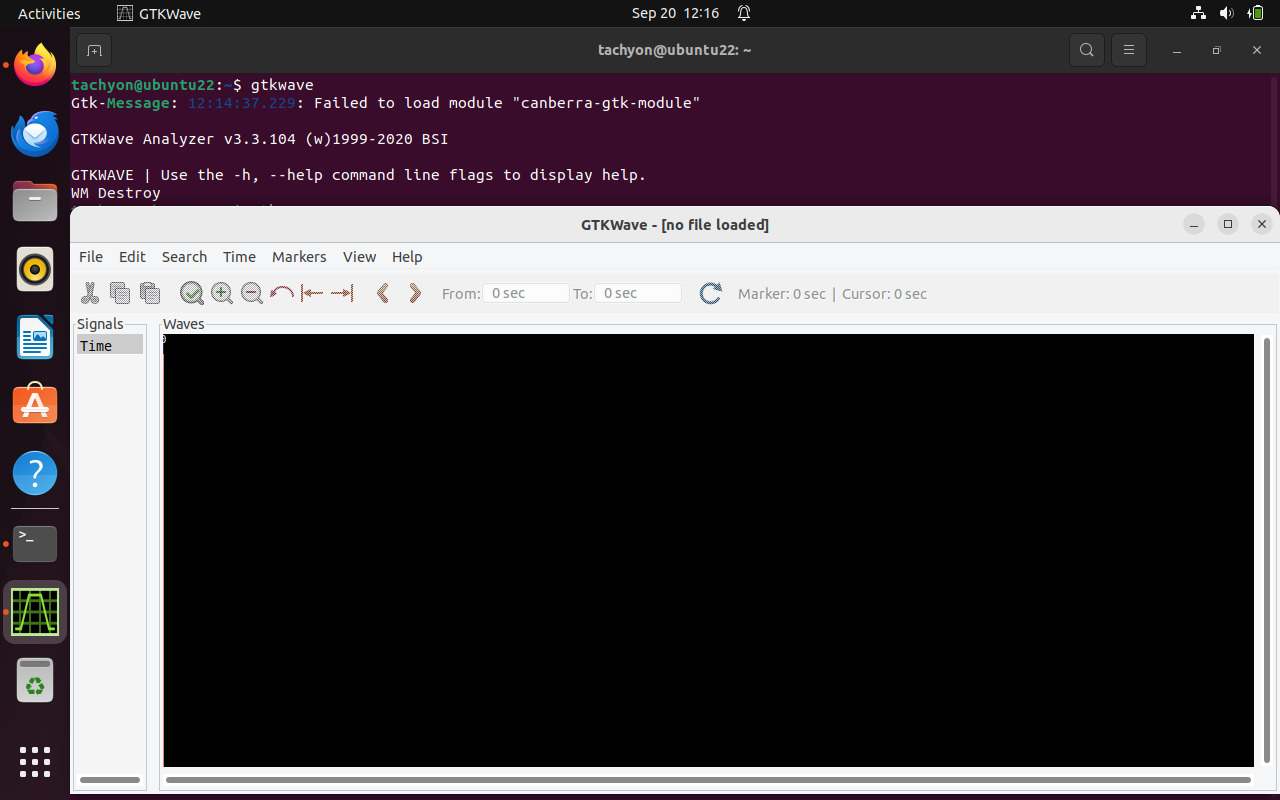 Activities GTKWave Sep 20 12:16
tachyon@ubuntu22: ~
tachyon@ubuntu22:~$ gtkwave
Gtk-Message: 12:14:37.229: Failed to load module "canberra-gtk-module"
GTKWave Analyzer v3.3.104 (w)1999-2020 BSI
GTKWAVE | Use the -h, --help command line flags to display help.
WM Destroy
GTKWave - [no file loaded]
File Edit Search Time Markers View Help
From: 0 sec To: 0 sec Marker: 0 sec | Cursor: 0 sec
Signals Waves
Time 0